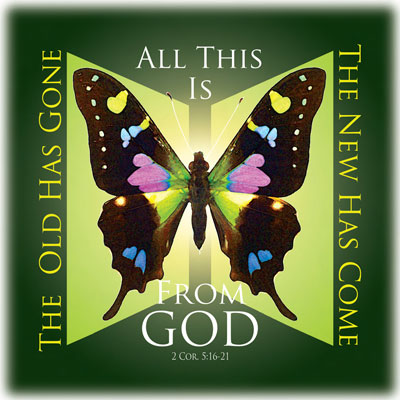 The Old Has Gone
All This
Is
The New Has Come
From
GOD
2 Cor. 5:16-21